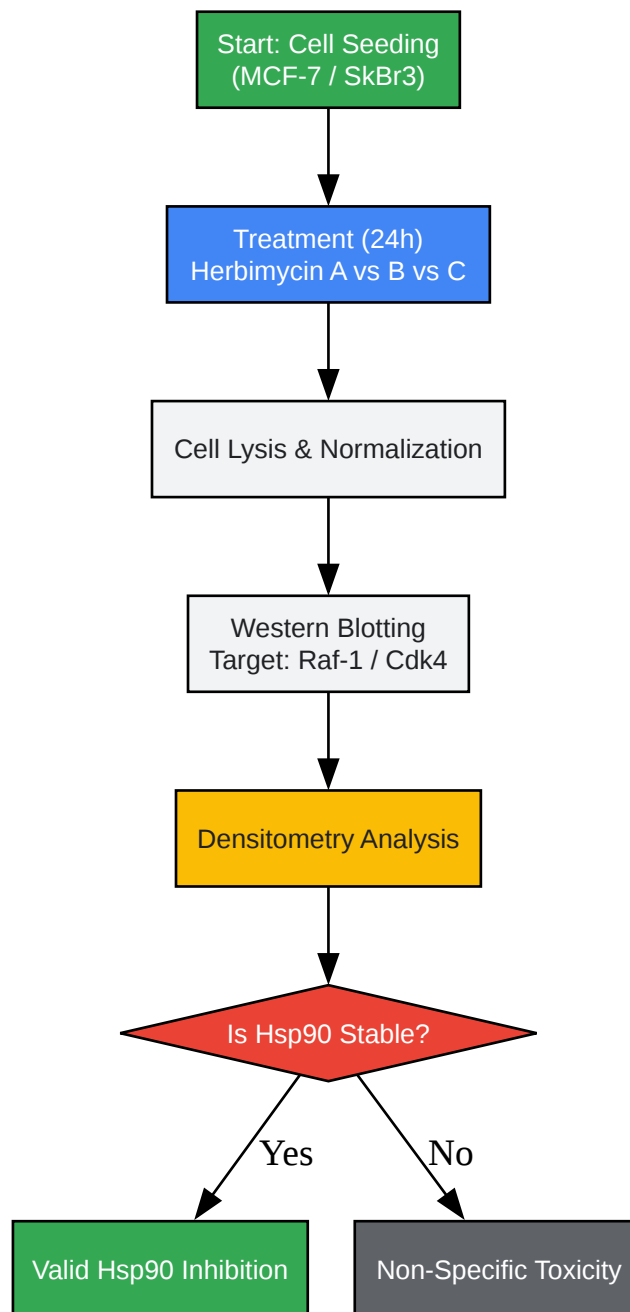 Start: Cell Seeding
(MCF-7 / SkBr3)
Treatment (24h)
Herbimycin A vs B vs C
Cell Lysis & Normalization
Western Blotting
Target: Raf-1 / Cdk4
Densitometry Analysis
Is Hsp90 Stable?
Yes
No
Valid Hsp90 Inhibition
Non-Specific Toxicity